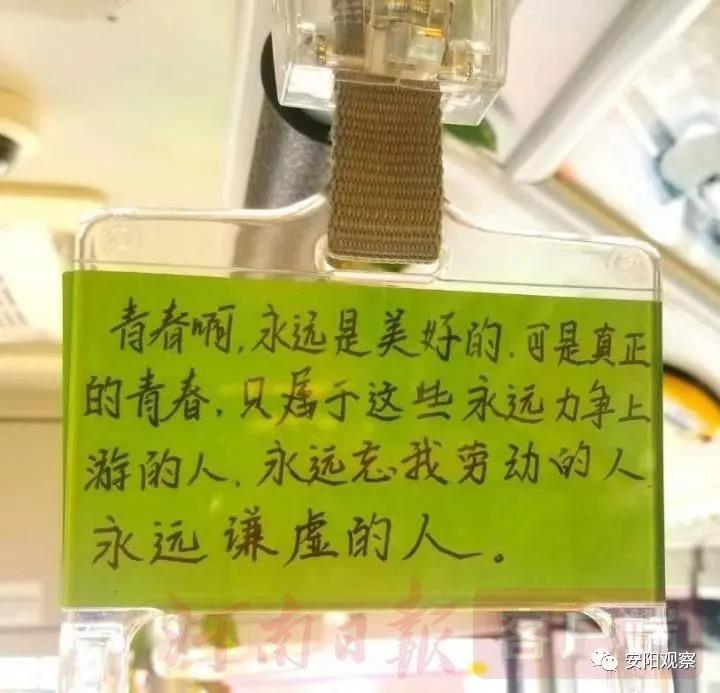 青春啊,永远是美好的,可是真正
的青春,只属于这些永远力争上
游的人,永远忘我劳动的人
永远谦虚的人。
河南日报 客户端
安阳观察